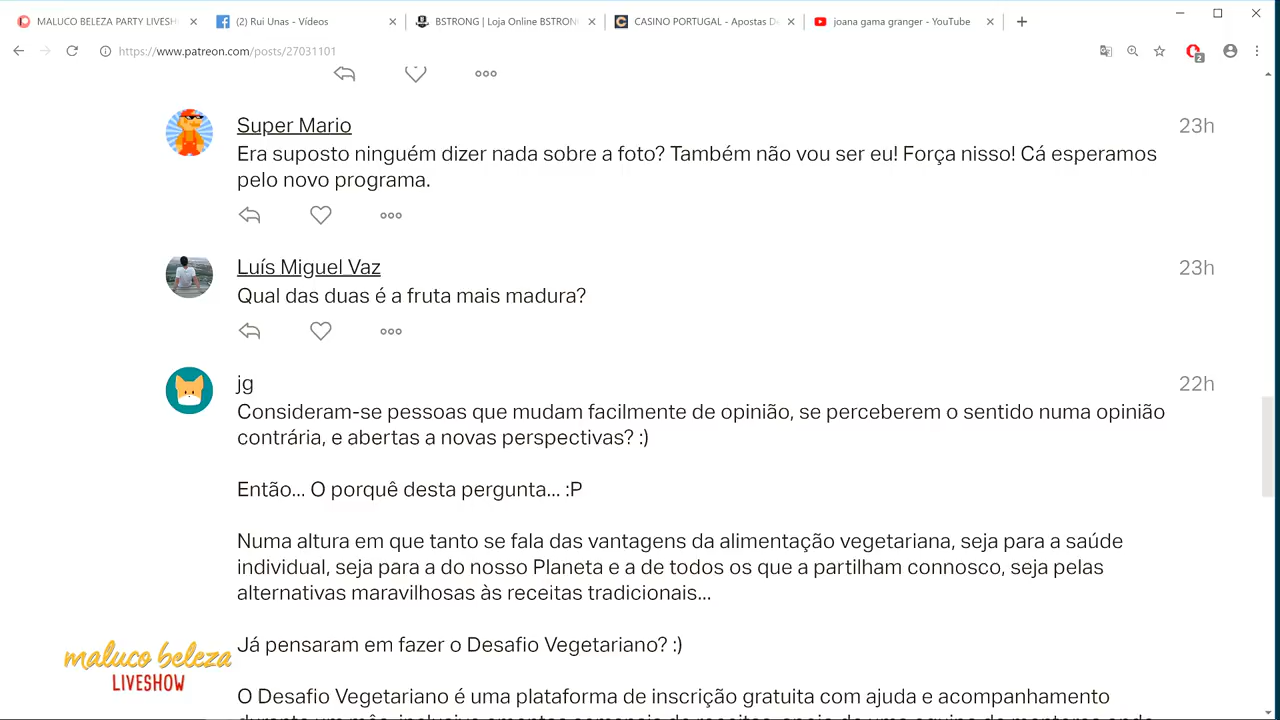 MALUCO BELEZA PARTY LIVESH
(2) Rui Unas - Vídeos
BSTRONG | Loja Online BSTRON
CASINO PORTUGAL - Apostas D
joana gama granger - YouTube
https://www.patreon.com/posts/27031101
2
Super Mario
23h
Era suposto ninguém dizer nada sobre a foto? Também não vou ser eu! Força nisso! Cá esperamos
pelo novo programa.
Luís Miguel Vaz
23h
Qual das duas é a fruta mais madura?
jg
22h
Consideram-se pessoas que mudam facilmente de opinião, se perceberem o sentido numa opinião
contrária, e abertas a novas perspectivas? :)
Então... O porquê desta pergunta... :P
Numa altura em que tanto se fala das vantagens da alimentação vegetariana, seja para a saúde
individual, seja para a do nosso Planeta e a de todos os que a partilham connosco, seja pelas
alternativas maravilhosas às receitas tradicionais...
Já pensaram em fazer o Desafio Vegetariano? :)
O Desafio Vegetariano é uma plataforma de inscrição gratuita com ajuda e acompanhamento
maluco beleza
LIVESHOW